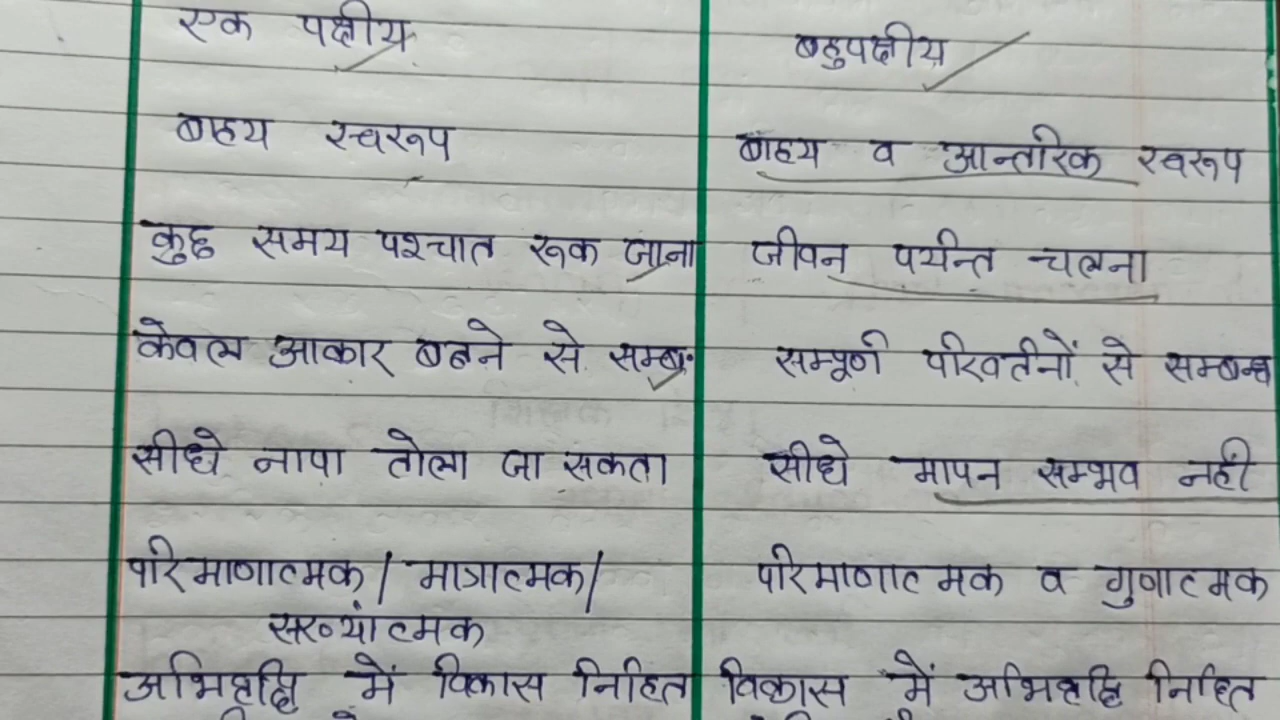 एक पक्षीय
बहुपक्षीय
बाह्य स्वरूप
बाह्य व आन्तरिक स्वरूप
कुछ समय पश्चात रूक जाना
जीवन पर्यन्त चलना
केवल आकार बढने से सम्ब.
सम्पूर्ण परिवर्तनों से सम्बन्ध
सीधे नापा तोला जा सकता
सीधे मापन सम्भव नही
परिमाणात्मक / मात्रात्मक /
संख्यात्मक
परिमाणात्मक व गुणात्मक
अभिवृद्धि में विकास निहित
विकास में अभिवृद्धि निहित